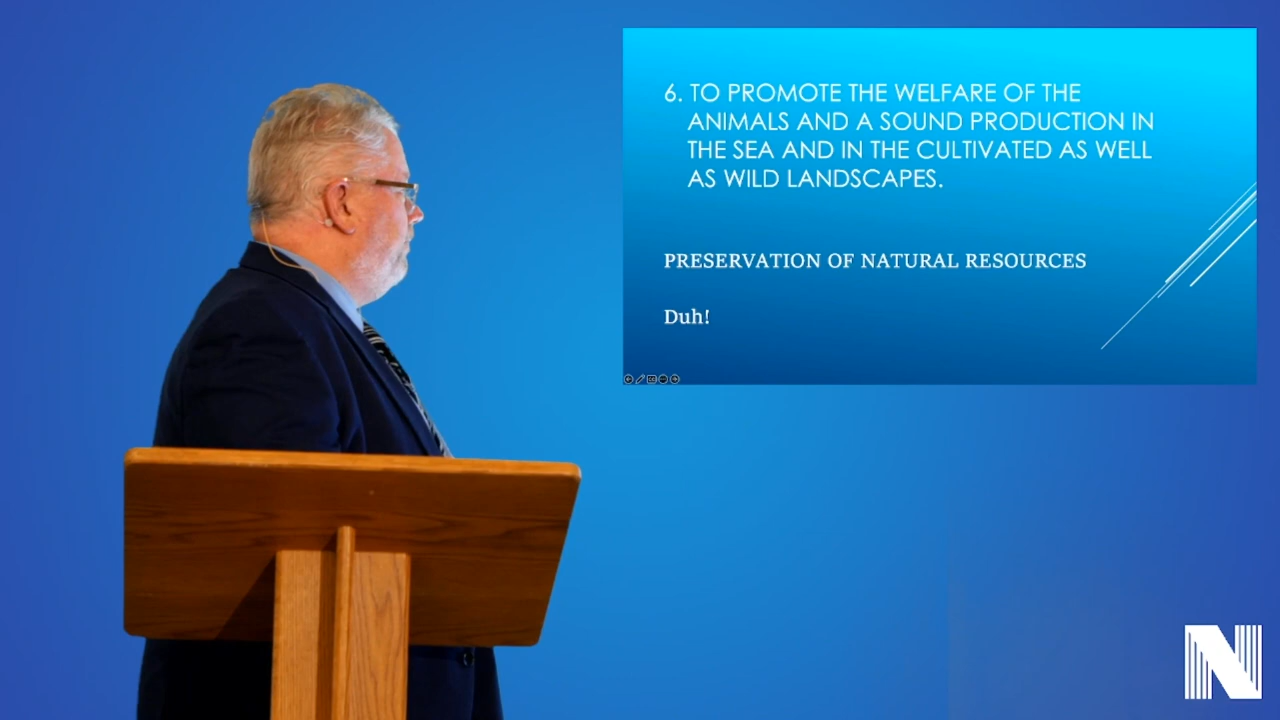 6. TO PROMOTE THE WELFARE OF THE
ANIMALS AND A SOUND PRODUCTION IN
THE SEA AND IN THE CULTIVATED AS WELL
AS WILD LANDSCAPES.
PRESERVATION OF NATURAL RESOURCES
Duh!
N